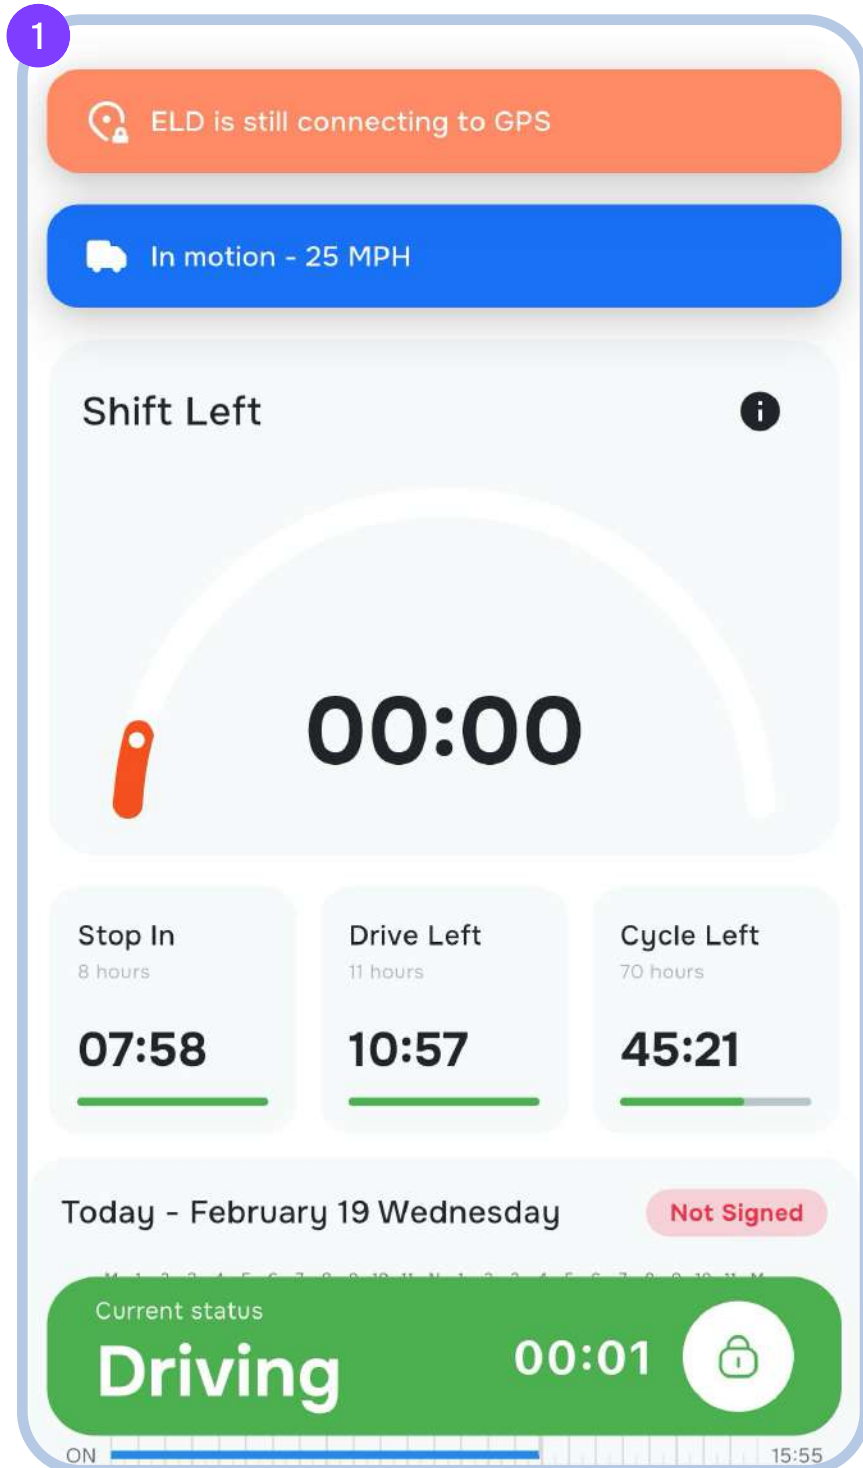 1
ELD is still connecting to GPS
In motion - 25 MPH
Shift Left
00:00
Stop In
8 hours
07:58
Drive Left
11 hours
10:57
Cycle Left
70 hours
45:21
Today - February 19 Wednesday
Not Signed
Current status
Driving
00:01
ON
15:55